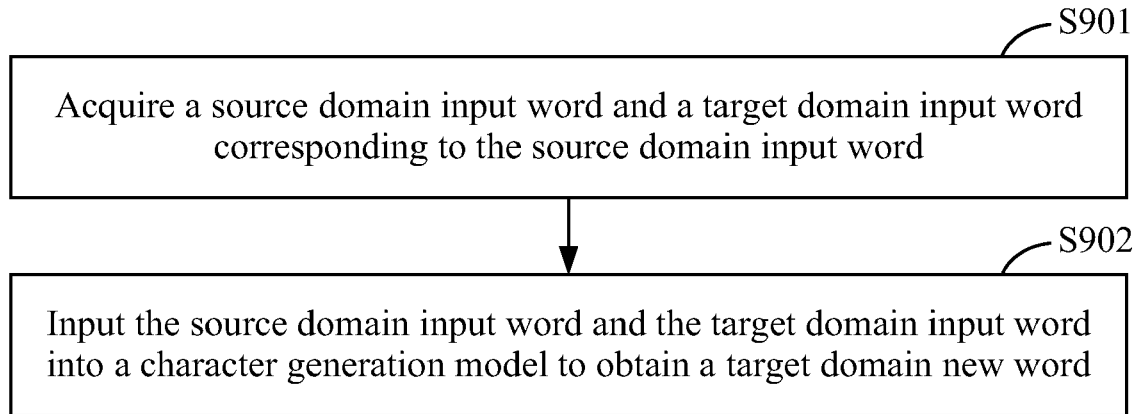 S901
Acquire a source domain input word and a target domain input word
corresponding to the source domain input word
S902
Input the source domain input word and the target domain input word
into a character generation model to obtain a target domain new word